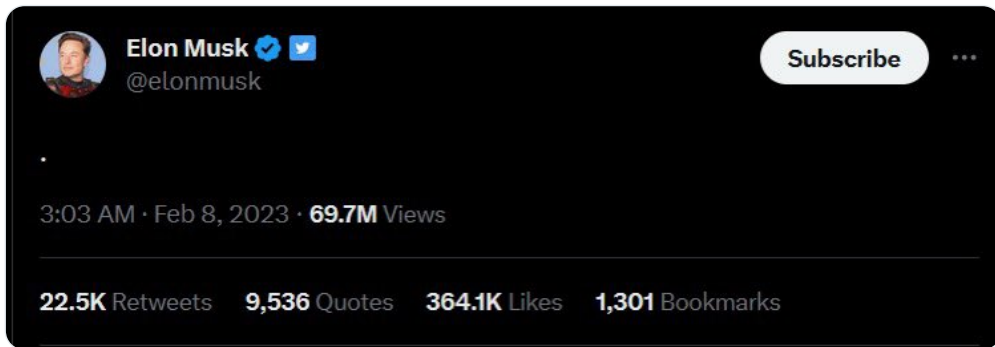 Elon Musk
@elonmusk
Subscribe
.
3:03 AM · Feb 8, 2023 · 69.7M Views
22.5K Retweets 9,536 Quotes 364.1K Likes 1,301 Bookmarks